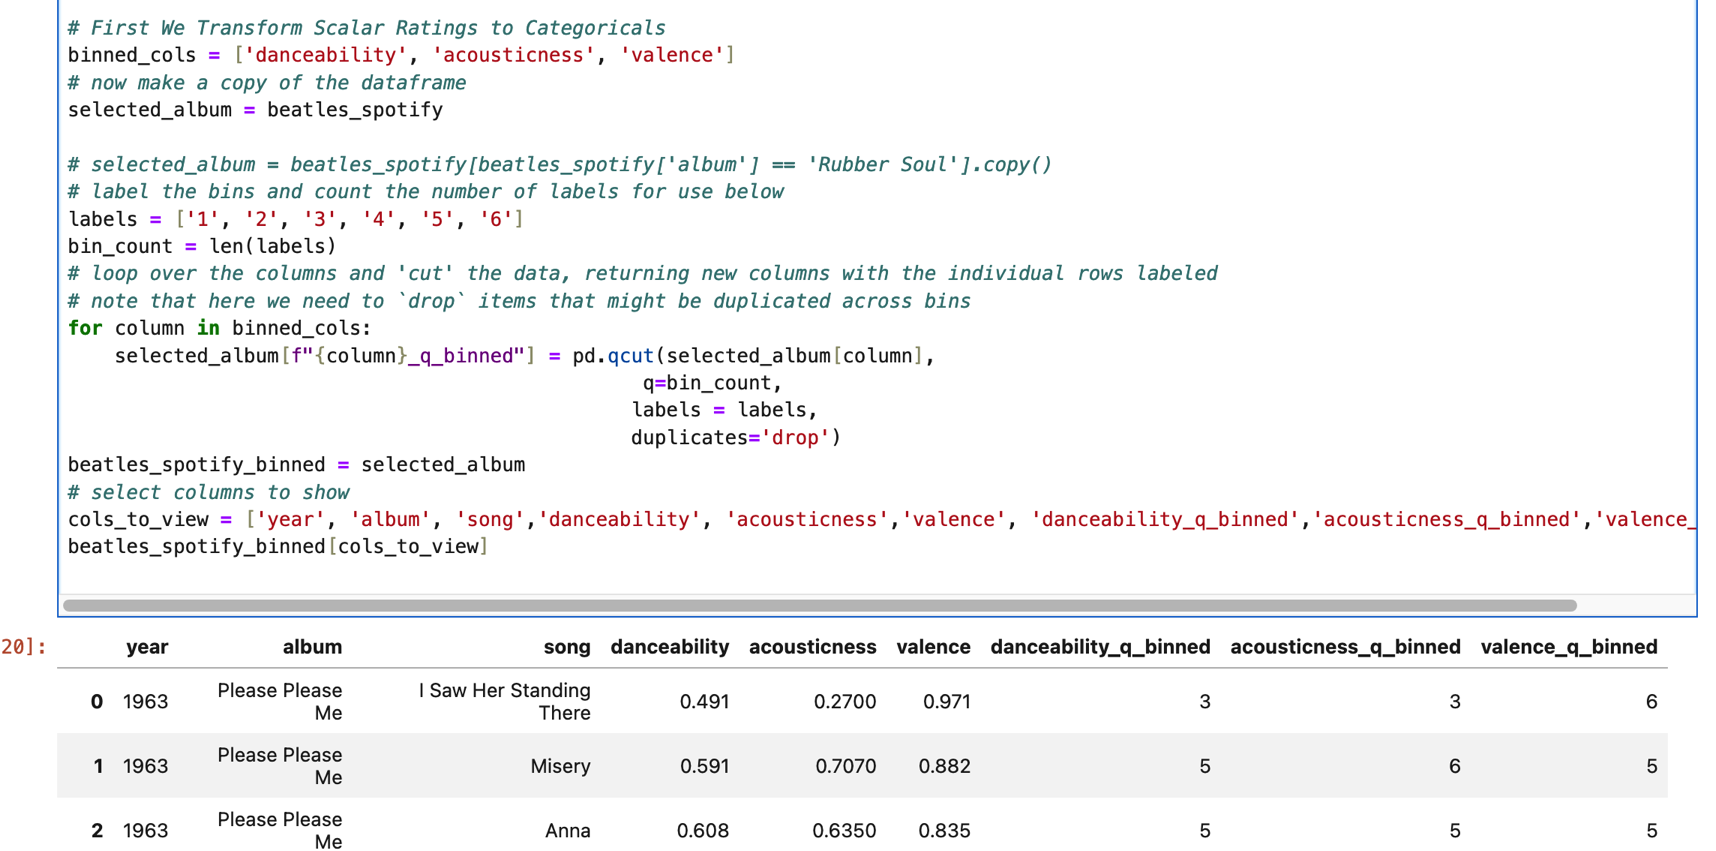 # First We Transform Scalar Ratings to Categoricals
binned_cols = ['danceability', 'acousticness', 'valence']
# now make a copy of the dataframe
selected_album = beatles_spotify
# selected_album = beatles_spotify[beatles_spotify['album'] == 'Rubber Soul'].copy()
# label the bins and count the number of labels for use below
labels = ['1', '2', '3', '4', '5', '6']
bin_count = len(labels)
# loop over the columns and 'cut' the data, returning new columns with the individual rows labeled
# note that here we need to `drop` items that might be duplicated across bins
for column in binned_cols:
selected_album[f"{column}_q_binned"] = pd.qcut(selected_album[column],
q=bin_count,
labels = labels,
duplicates='drop')
beatles_spotify_binned = selected_album
# select columns to show
cols_to_view = ['year', 'album', 'song','danceability', 'acousticness','valence', 'danceability_q_binned','acousticness_q_binned','valence_
beatles_spotify_binned[cols_to_view]
20]: year album song danceability acousticness valence danceability_q_binned acousticness_q_binned valence_q_binned
0 1963 Please Please Me I Saw Her Standing There 0.491 0.2700 0.971 3 3 6
1 1963 Please Please Me Misery 0.591 0.7070 0.882 5 6 5
2 1963 Please Please Me Anna 0.608 0.6350 0.835 5 5 5